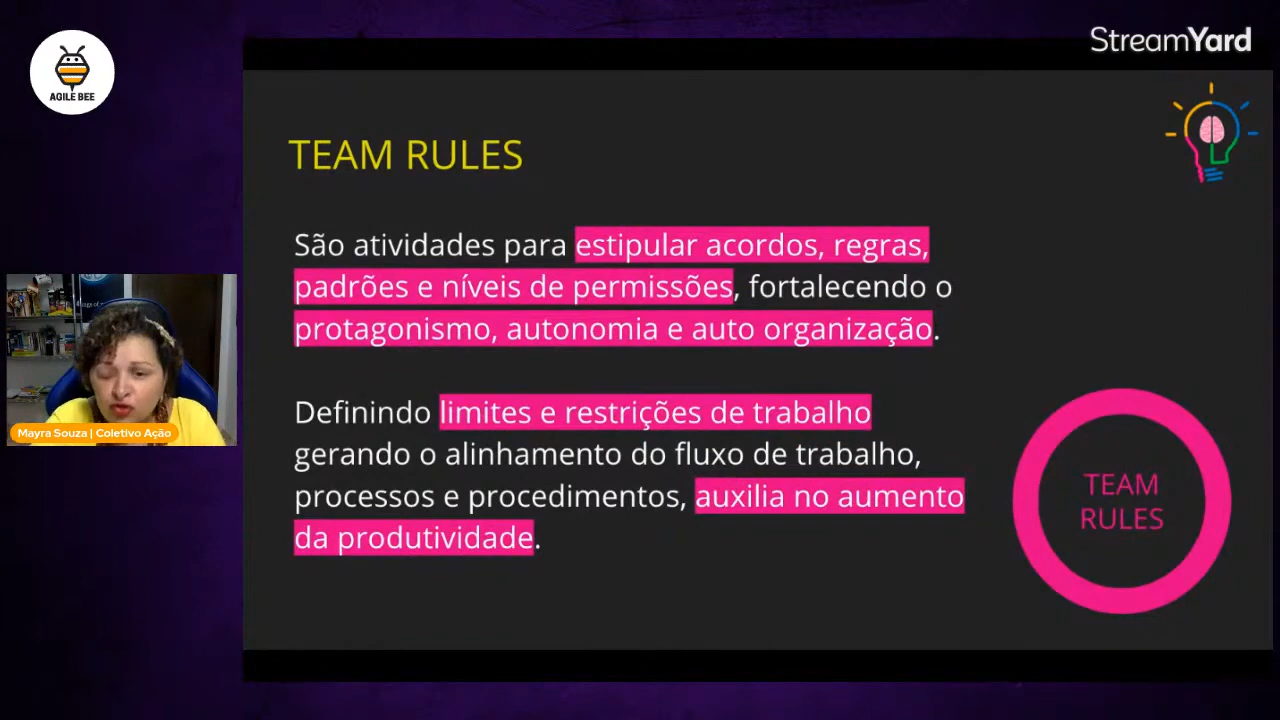 StreamYard
AGILE BEE
TEAM RULES
São atividades para estipular acordos, regras,
padrões e níveis de permissões, fortalecendo o
protagonismo, autonomia e auto organização.
Definindo limites e restrições de trabalho
gerando o alinhamento do fluxo de trabalho,
processos e procedimentos, auxilia no aumento
da produtividade.
TEAM
RULES
Mayra Souza | Coletivo Ação